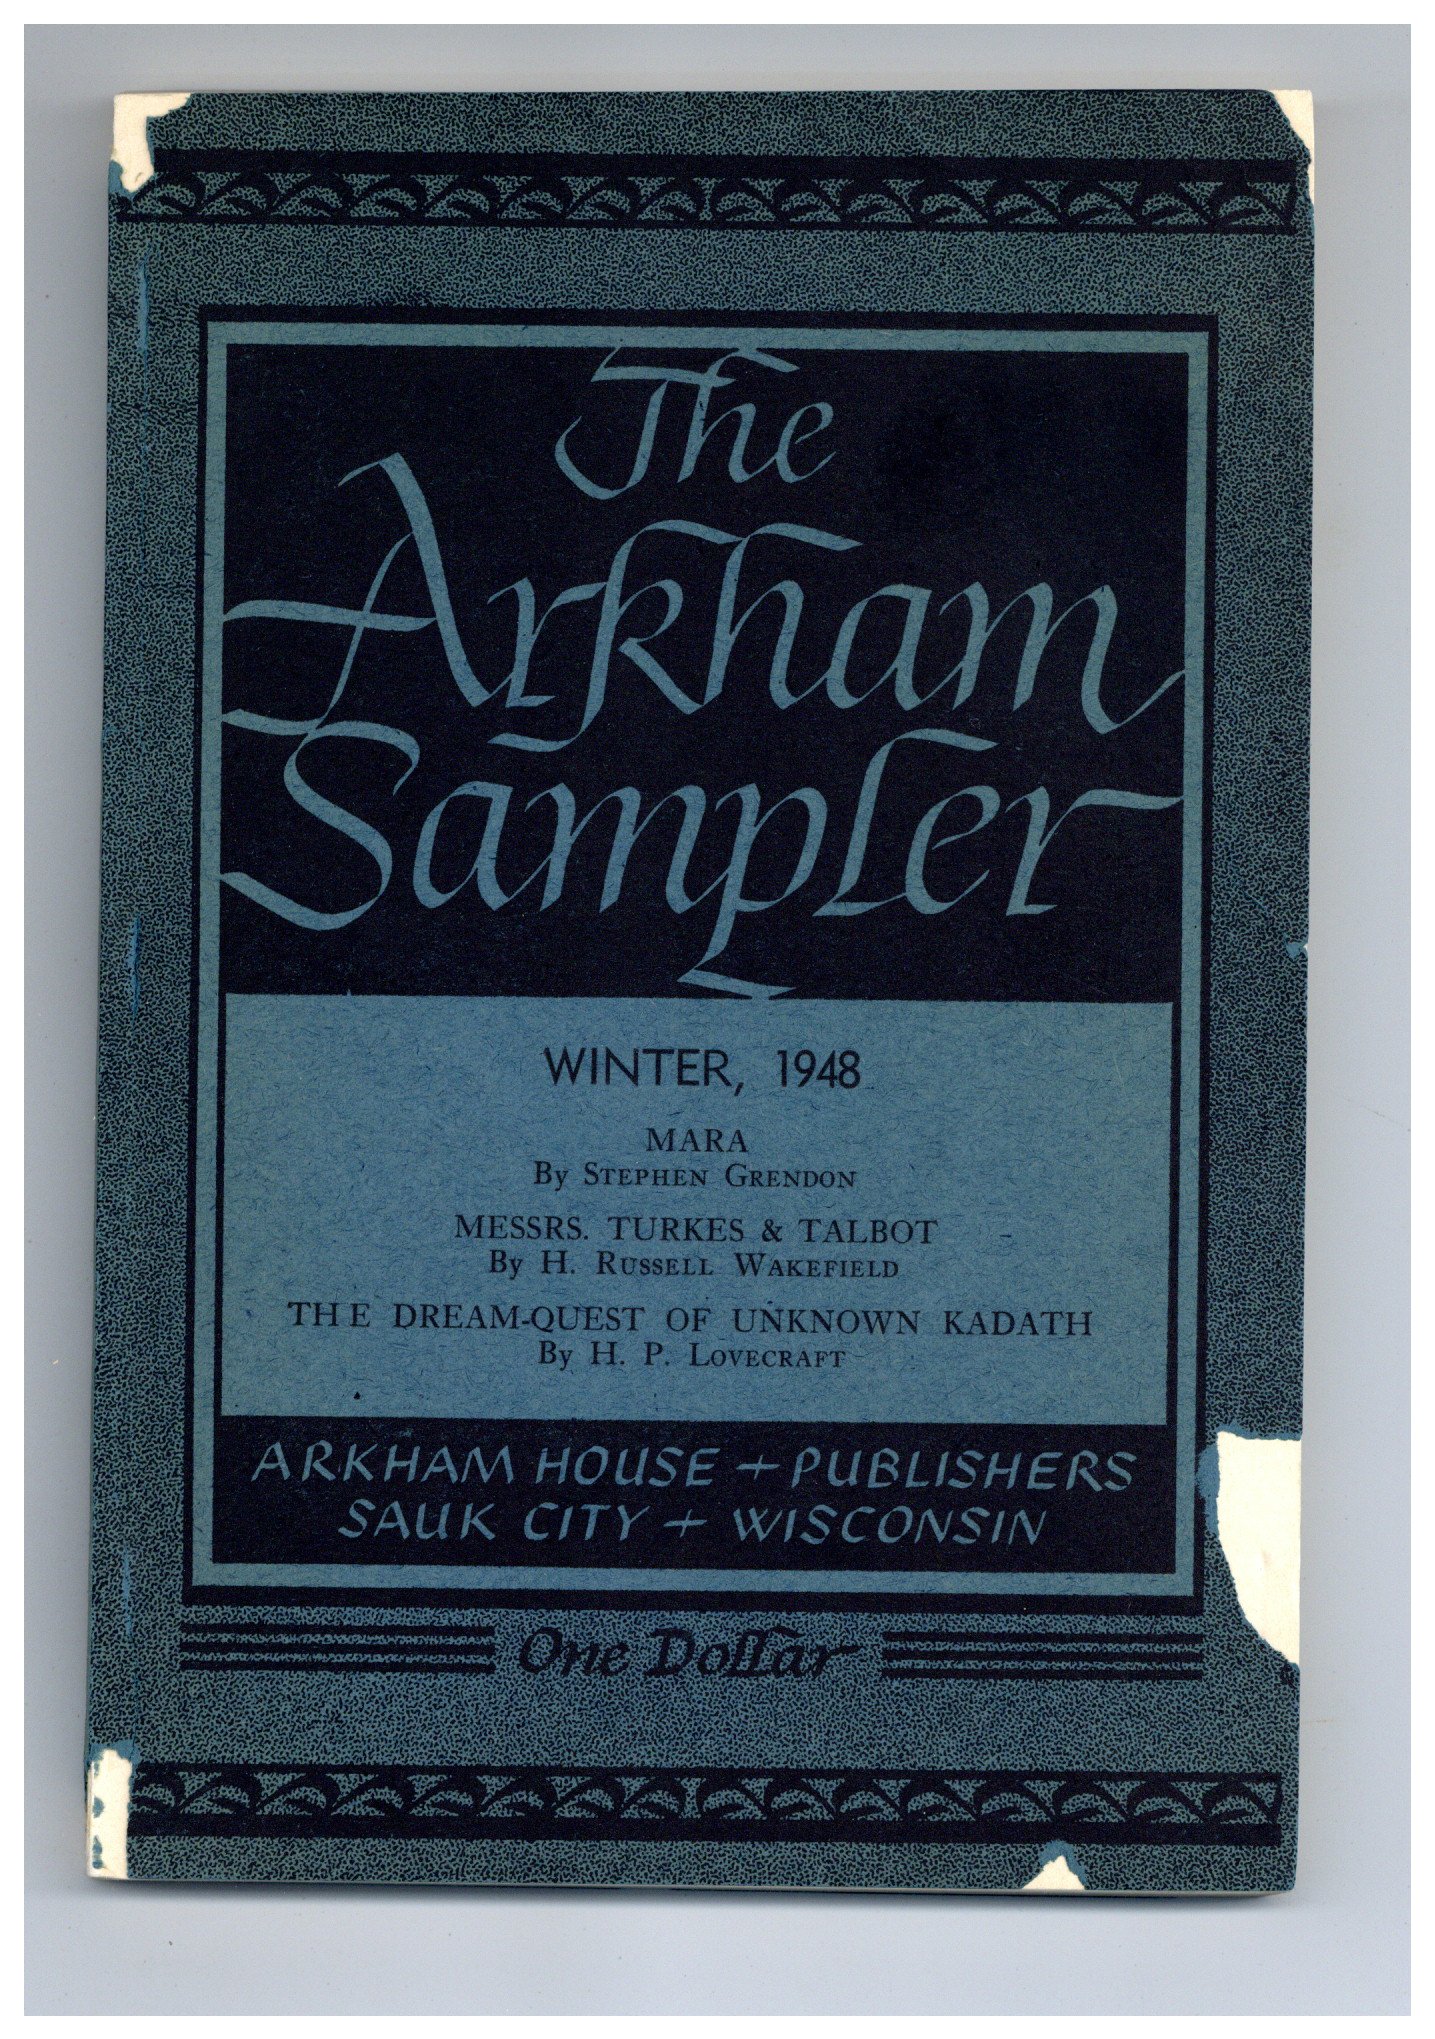 The
Arkham
Sampler
WINTER, 1948
MARA
By STEPHEN GRENDON
MESSRS. TURKES & TALBOT
By H. RUSSELL WAKEFIELD
THE DREAM-QUEST OF UNKNOWN KADATH
By H. P. LOVECRAFT
ARKHAM HOUSE + PUBLISHERS
SAUK CITY + WISCONSIN
One Dollar